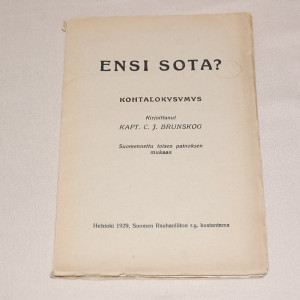 ENSI SOTA?
KOHTALOKYSYMYS
Kirjoittanut
KAPT. C. J. BRUNSKOG
Suomennettu toisen painoksen
mukaan
Helsinki 1929, Suomen Rauhanliiton r.y. kustantama